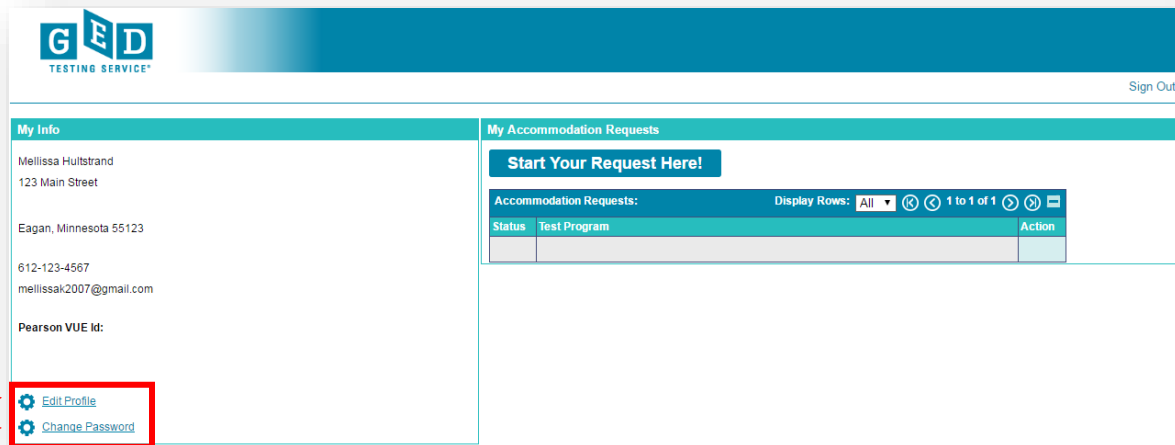 GED
TESTING SERVICE®
Sign Out
My Info
Mellissa Hultstrand
123 Main Street
Eagan, Minnesota 55123
612-123-4567
mellissak2007@gmail.com
Pearson VUE Id:
Edit Profile
Change Password
My Accommodation Requests
Start Your Request Here!
Accommodation Requests: Display Rows: All 1 to 1 of 1
Status Test Program Action